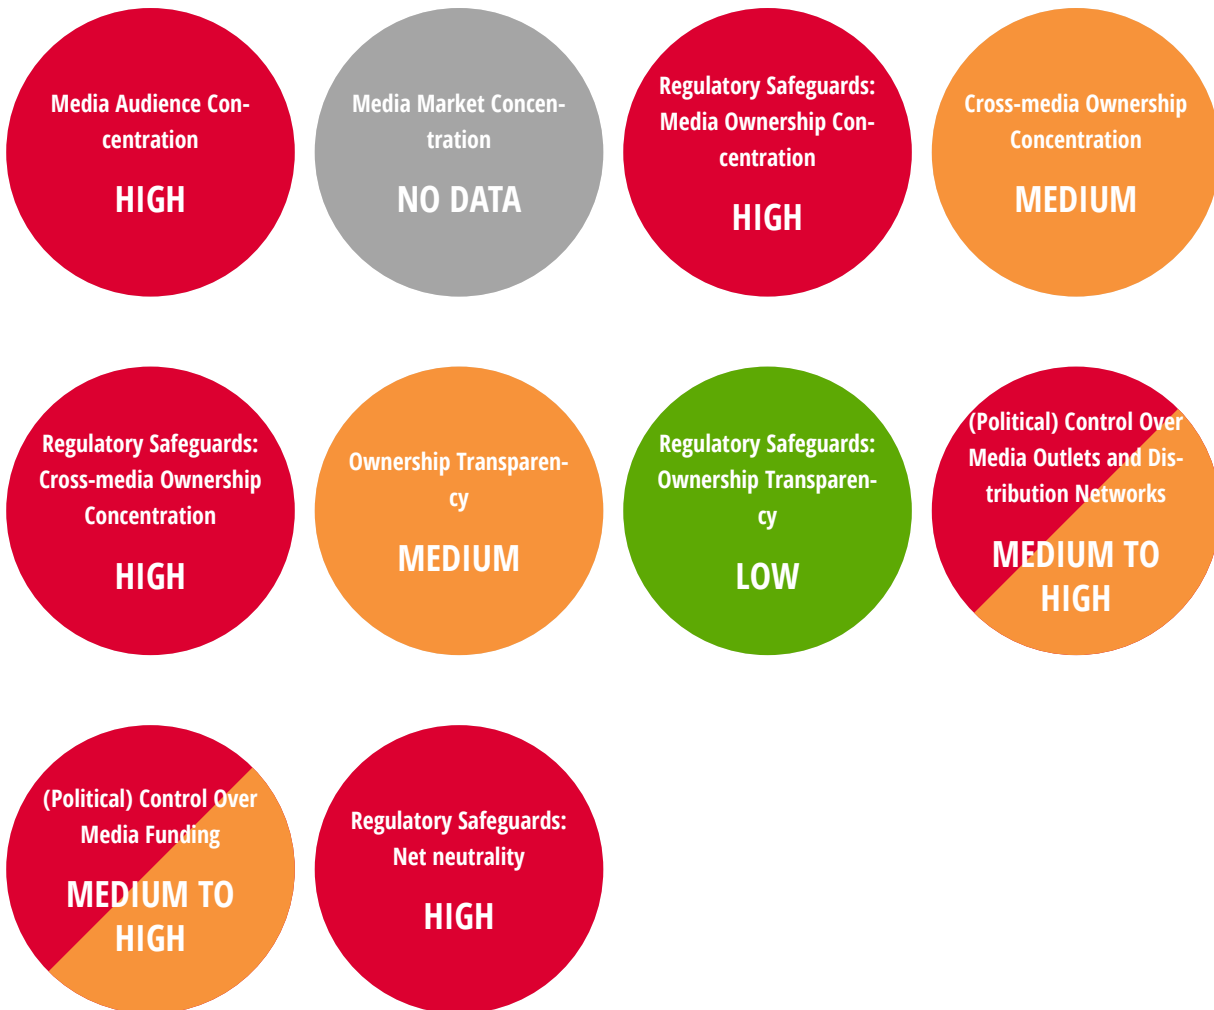 Media Audience Con-
centration
HIGH
Media Market Concen-
tration
NO DATA
Regulatory Safeguards:
Media Ownership Con-
centration
HIGH
Cross-media Ownership
Concentration
MEDIUM
Regulatory Safeguards:
Cross-media Ownership
Concentration
HIGH
Ownership Transparen-
cy
MEDIUM
Regulatory Safeguards:
Ownership Transparen-
cy
LOW
(Political) Control Over
Media Outlets and Dis-
tribution Networks
MEDIUM TO
HIGH
(Political) Control Over
Media Funding
MEDIUM TO
HIGH
Regulatory Safeguards:
Net neutrality
HIGH